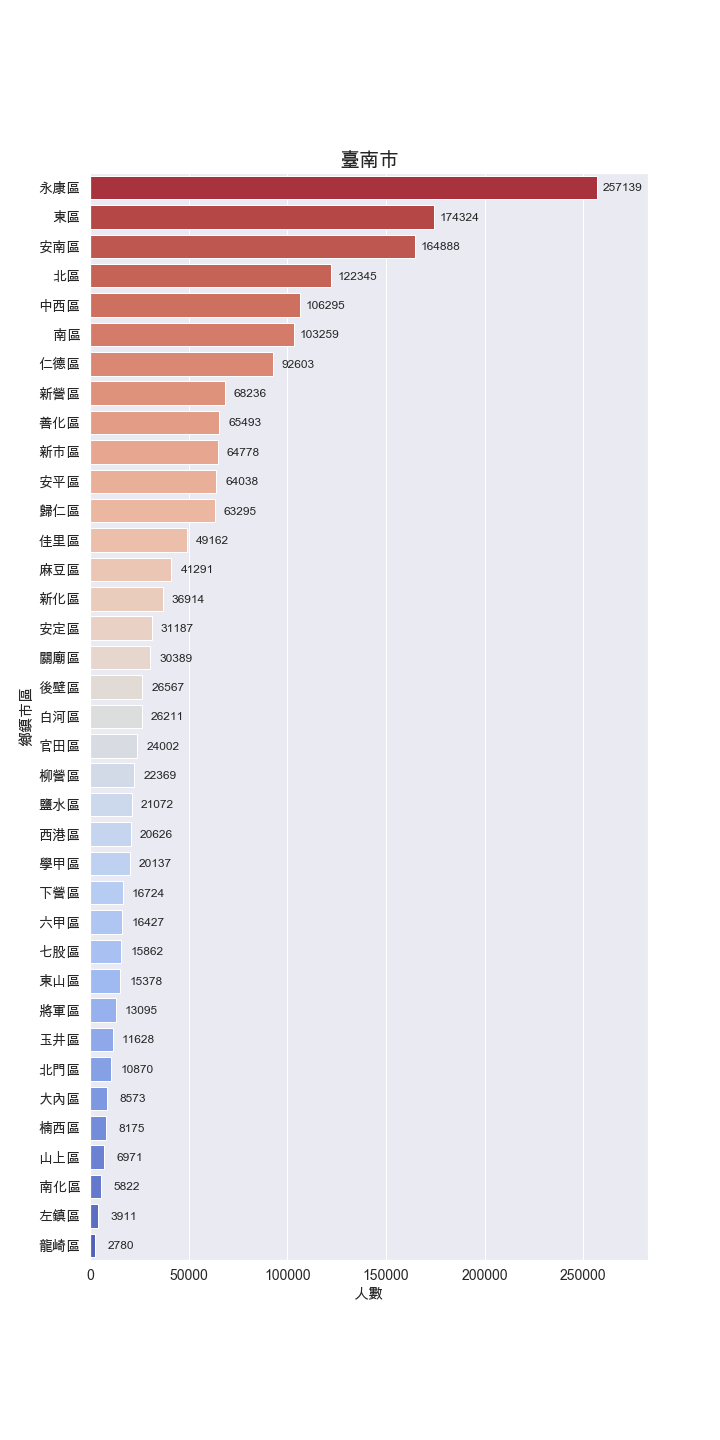 臺南市
永康區 257139
東區 174324
安南區 164888
北區 122345
中西區 106295
南區 103259
仁德區 92603
新營區 68236
善化區 65493
新市區 64778
安平區 64038
歸仁區 63295
佳里區 49162
麻豆區 41291
新化區 36914
安定區 31187
關廟區 30389
後壁區 26567
白河區 26211
官田區 24002
柳營區 22369
鹽水區 21072
西港區 20626
學甲區 20137
下營區 16724
六甲區 16427
七股區 15862
東山區 15378
將軍區 13095
玉井區 11628
北門區 10870
大內區 8573
楠西區 8175
山上區 6971
南化區 5822
左鎮區 3911
龍崎區 2780
鄉鎮市區
0 50000 100000 150000 200000 250000
人數